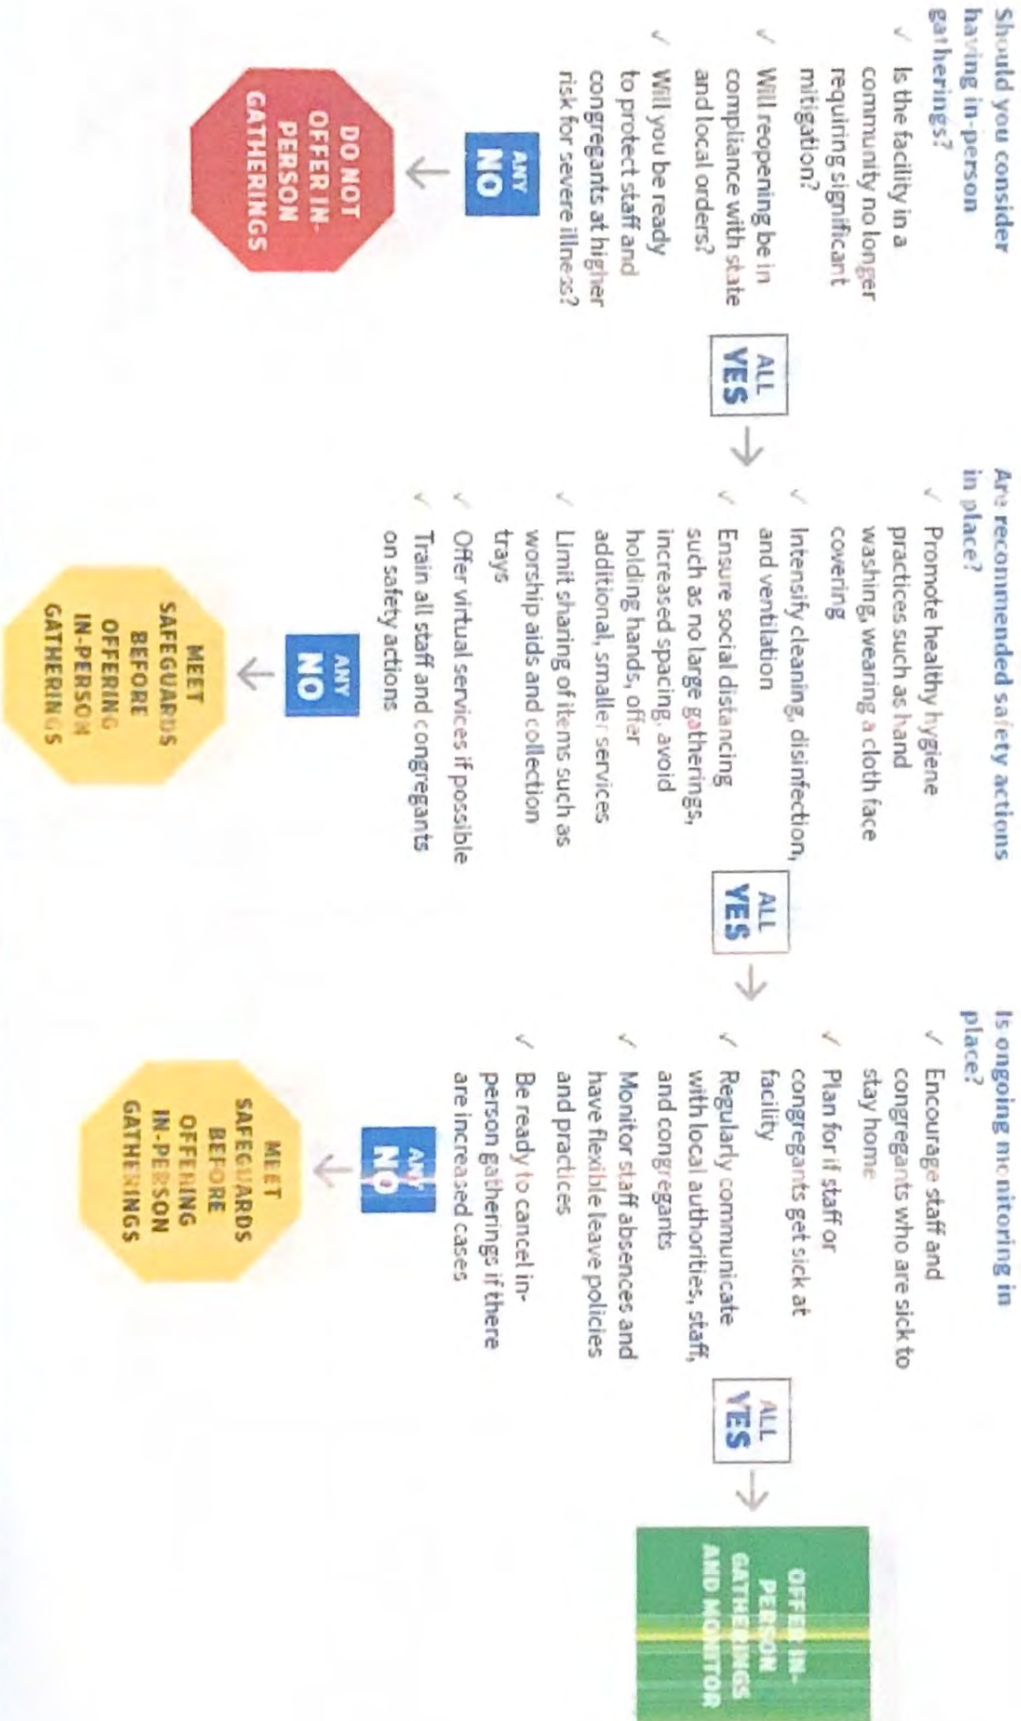 Should you consider
having in-person
gatherings?
✓ Is the facility in a
community no longer
requiring significant
mitigation?
✓ Will reopening be in
compliance with state
and local orders?
✓ Will you be ready
to protect staff and
congregants at higher
risk for severe illness?
ANY
NO
DO NOT
OFFER IN-
PERSON
GATHERINGS
ALL
YES
Are recommended safety actions
in place?
✓ Promote healthy hygiene
practices such as hand
washing, wearing a cloth face
covering
✓ Intensify cleaning, disinfection,
and ventilation
✓ Ensure social distancing
such as no large gatherings,
increased spacing, avoid
holding hands, offer
additional, smaller services
✓ Limit sharing of items such as
worship aids and collection
trays
✓ Offer virtual services if possible
✓ Train all staff and congregants
on safety actions
ANY
NO
MEET
SAFEGUARDS
BEFORE
OFFERING
IN-PERSON
GATHERINGS
ALL
YES
Is ongoing monitoring in
place?
✓ Encourage staff and
congregants who are sick to
stay home
✓ Plan for if staff or
congregants get sick at
facility
✓ Regularly communicate
with local authorities, staff,
and congregants
✓ Monitor staff absences and
have flexible leave policies
and practices
✓ Be ready to cancel in-
person gatherings if there
are increased cases
ANY
NO
MEET
SAFEGUARDS
BEFORE
OFFERING
IN-PERSON
GATHERINGS
ALL
YES
OFFER IN-
PERSON
GATHERINGS
AND MONITOR